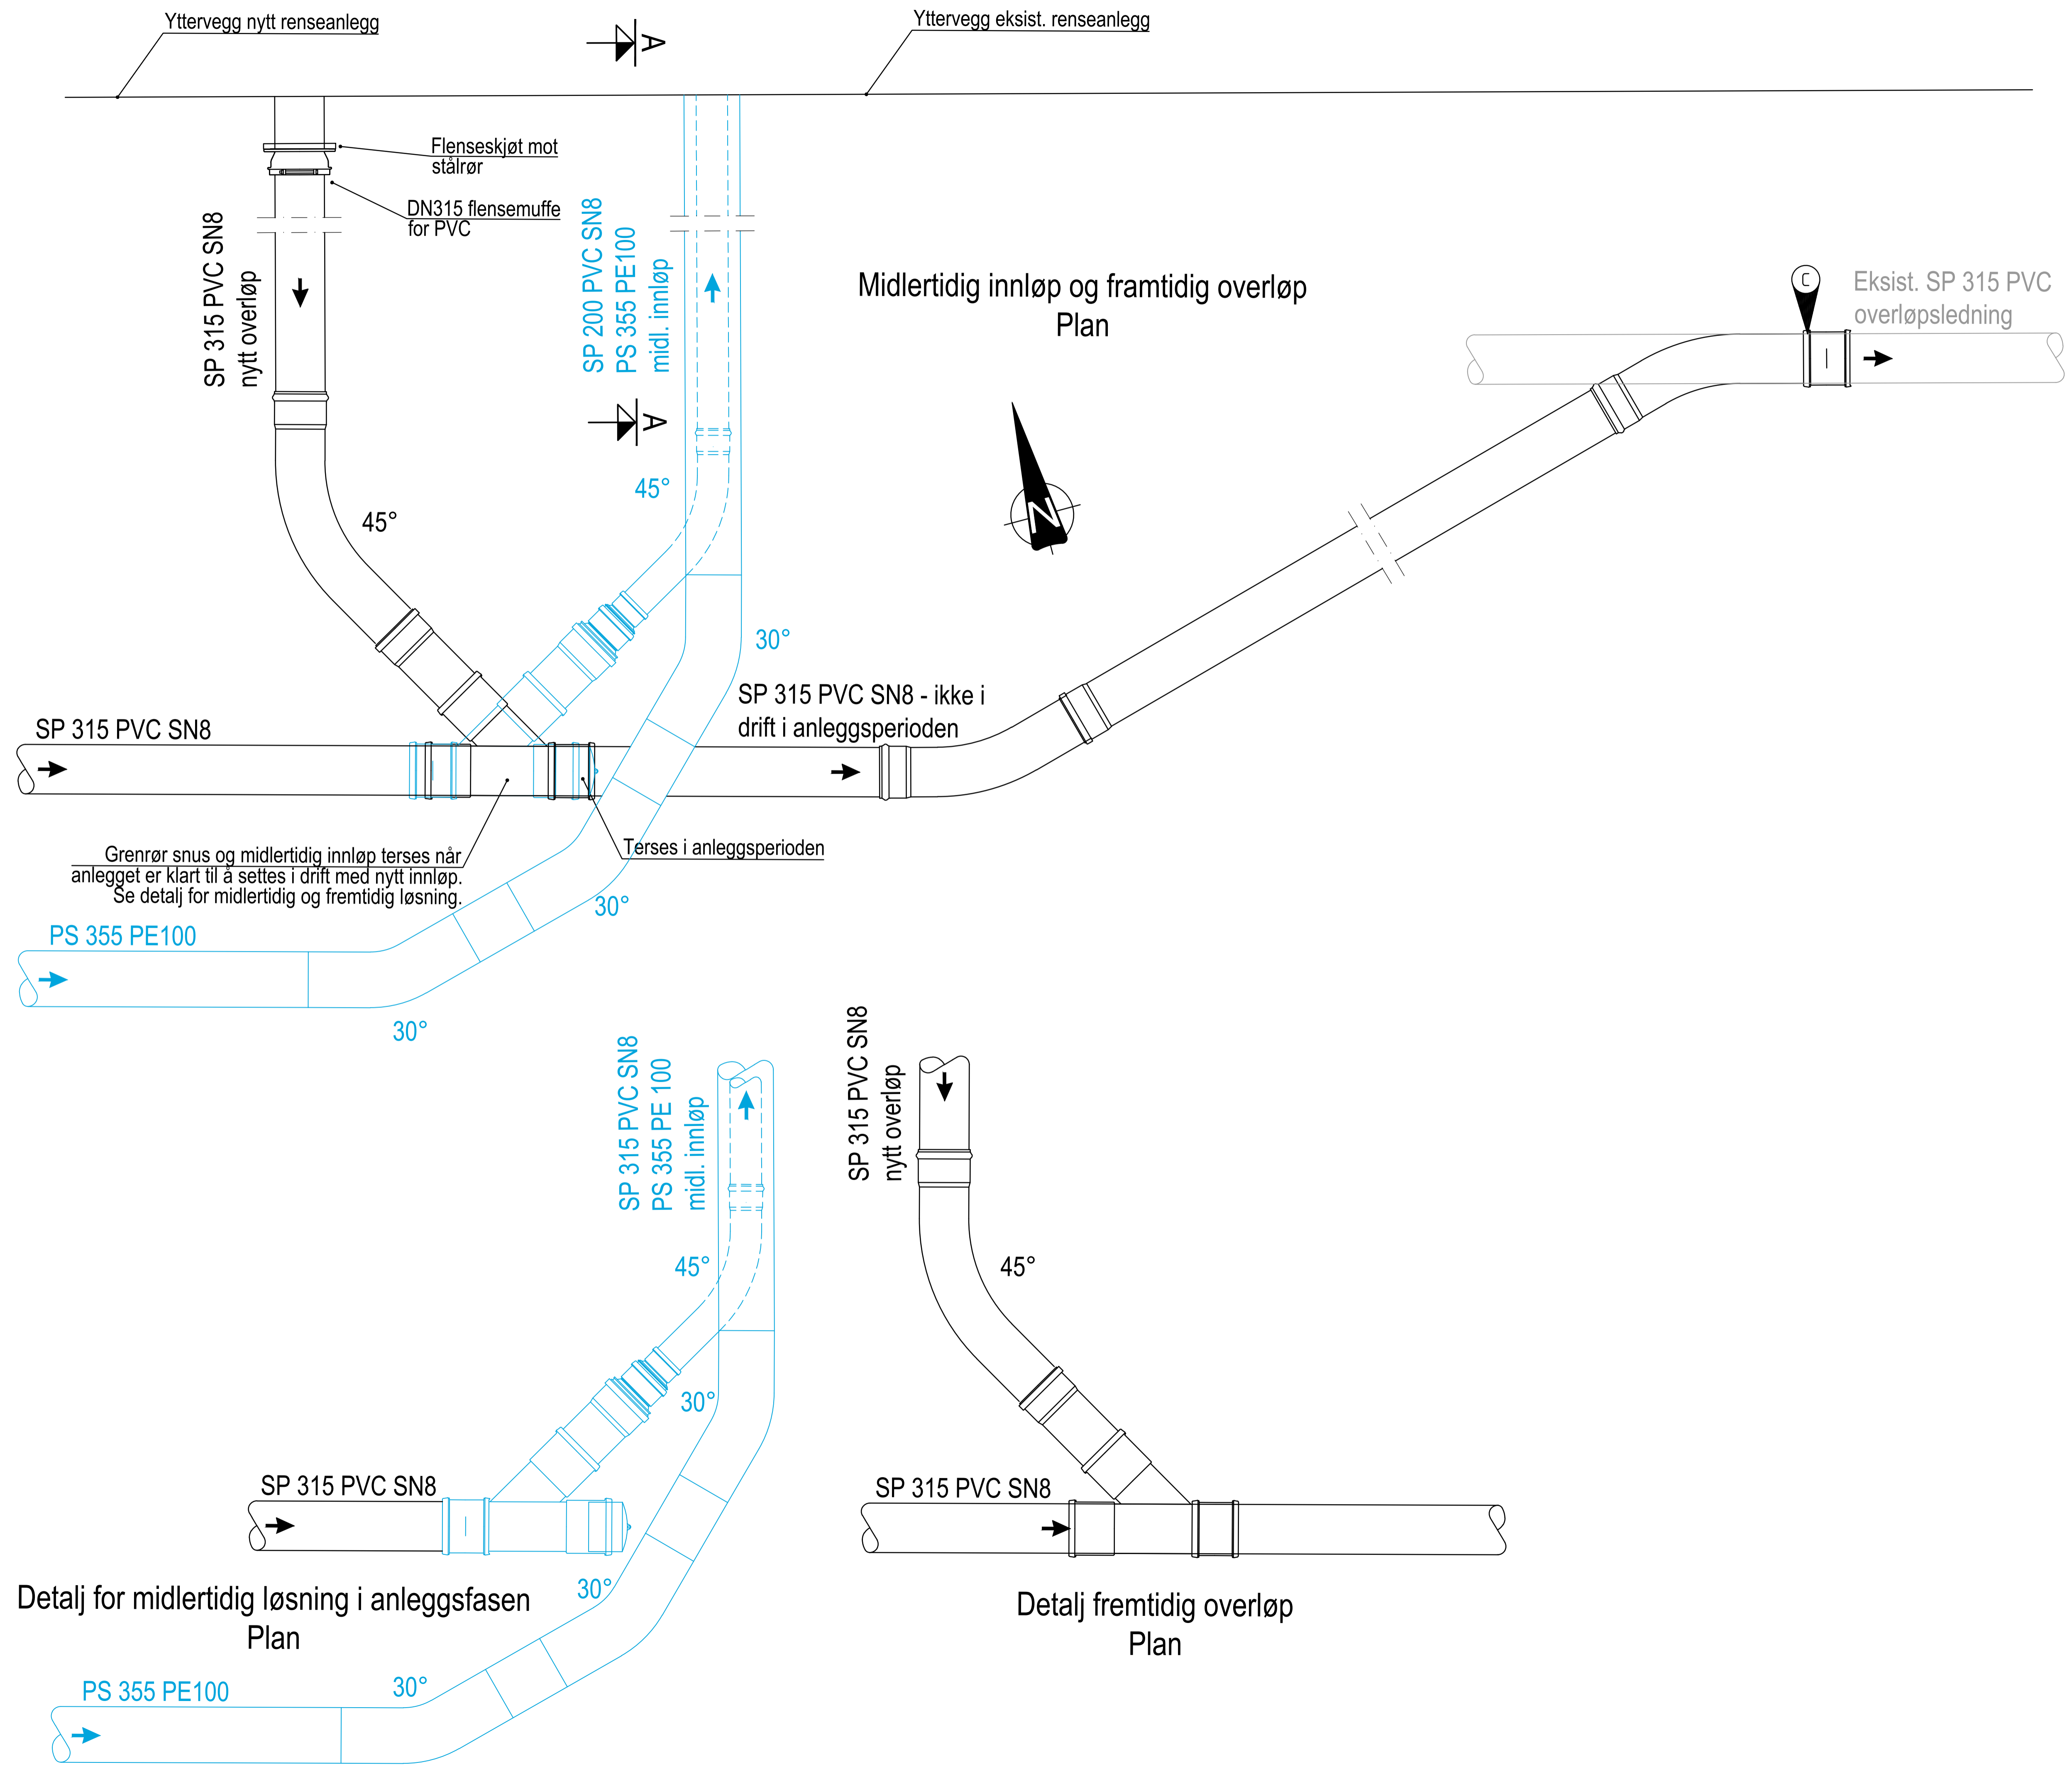 Yttervegg nytt renseanlegg
A
Yttervegg eksist. renseanlegg
Flenseskjøt mot
stålrør
DN315 flensemuffe
for PVC
SP 315 PVC SN8
nytt overløp
SP 200 PVC SN8
PS 355 PE100
midl. innløp
Midlertidig innløp og framtidig overløp
Plan
C
Eksist. SP 315 PVC
overløpsledning
A
45°
45°
N
30°
SP 315 PVC SN8 - ikke i
drift i anleggsperioden
SP 315 PVC SN8
Grenrør snus og midlertidig innløp terses når
anlegget er klart til å settes i drift med nytt innløp.
Se detalj for midlertidig og fremtidig løsning.
Terses i anleggsperioden
30°
PS 355 PE100
30°
SP 315 PVC SN8
PS 355 PE 100
midl. innløp
45°
30°
SP 315 PVC SN8
30°
Detalj for midlertidig løsning i anleggsfasen
Plan
PS 355 PE100
30°
SP 315 PVC SN8
nytt overløp
45°
SP 315 PVC SN8
Detalj fremtidig overløp
Plan